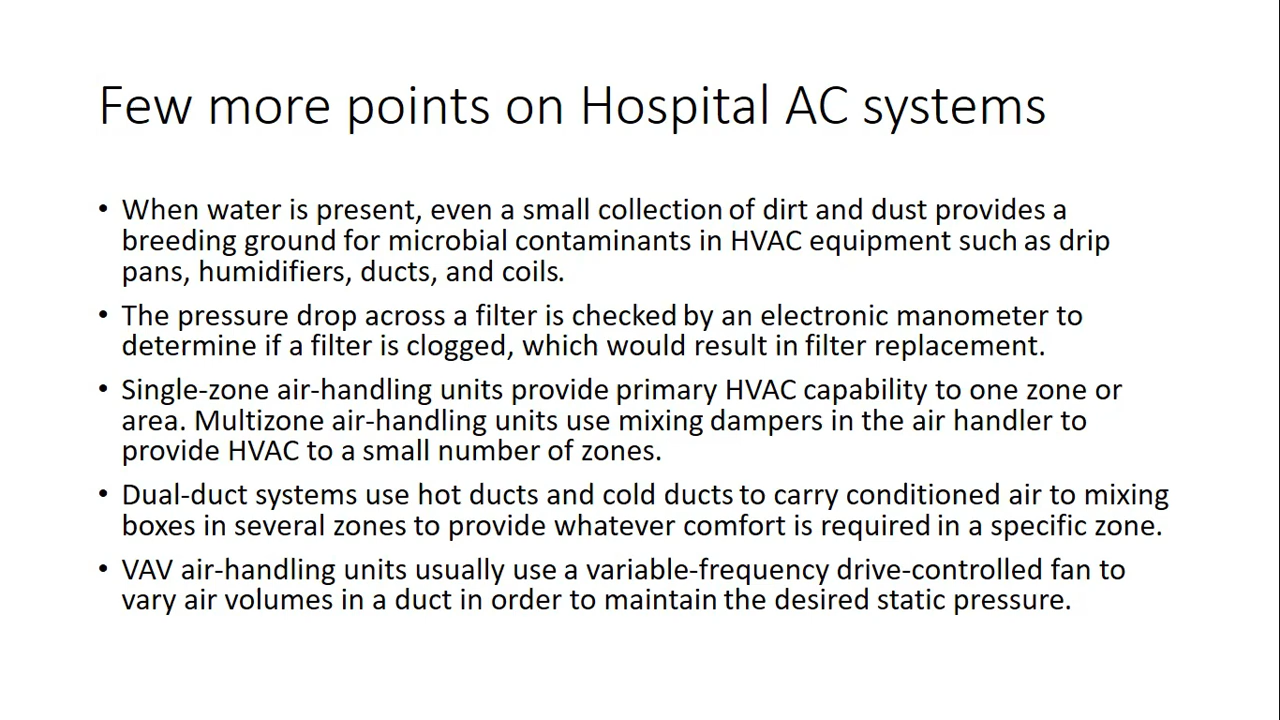 Few more points on Hospital AC systems
• When water is present, even a small collection of dirt and dust provides a
breeding ground for microbial contaminants in HVAC equipment such as drip
pans, humidifiers, ducts, and coils.
• The pressure drop across a filter is checked by an electronic manometer to
determine if a filter is clogged, which would result in filter replacement.
• Single-zone air-handling units provide primary HVAC capability to one zone or
area. Multizone air-handling units use mixing dampers in the air handler to
provide HVAC to a small number of zones.
• Dual-duct systems use hot ducts and cold ducts to carry conditioned air to mixing
boxes in several zones to provide whatever comfort is required in a specific zone.
• VAV air-handling units usually use a variable-frequency drive-controlled fan to
vary air volumes in a duct in order to maintain the desired static pressure.